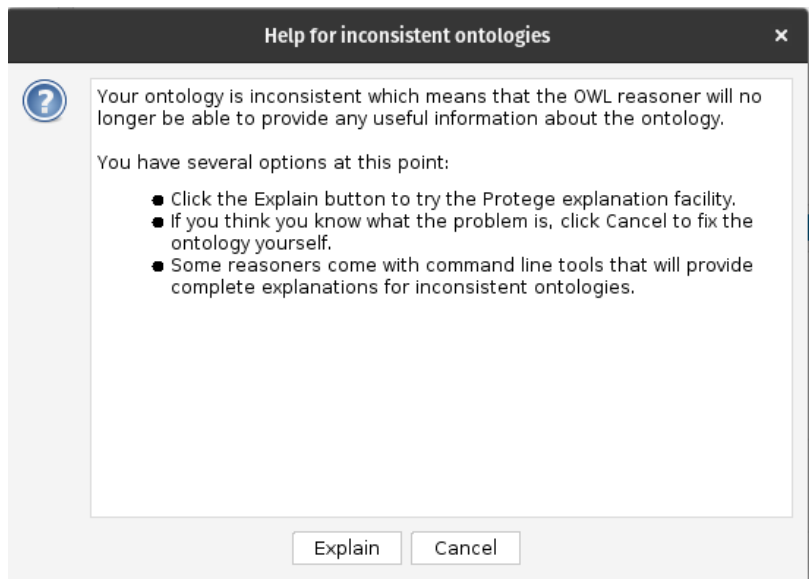 Help for inconsistent ontologies
Your ontology is inconsistent which means that the OWL reasoner will no
longer be able to provide any useful information about the ontology.
You have several options at this point:
Click the Explain button to try the Protege explanation facility.
If you think you know what the problem is, click Cancel to fix the
ontology yourself.
Some reasoners come with command line tools that will provide
complete explanations for inconsistent ontologies.
Explain
Cancel